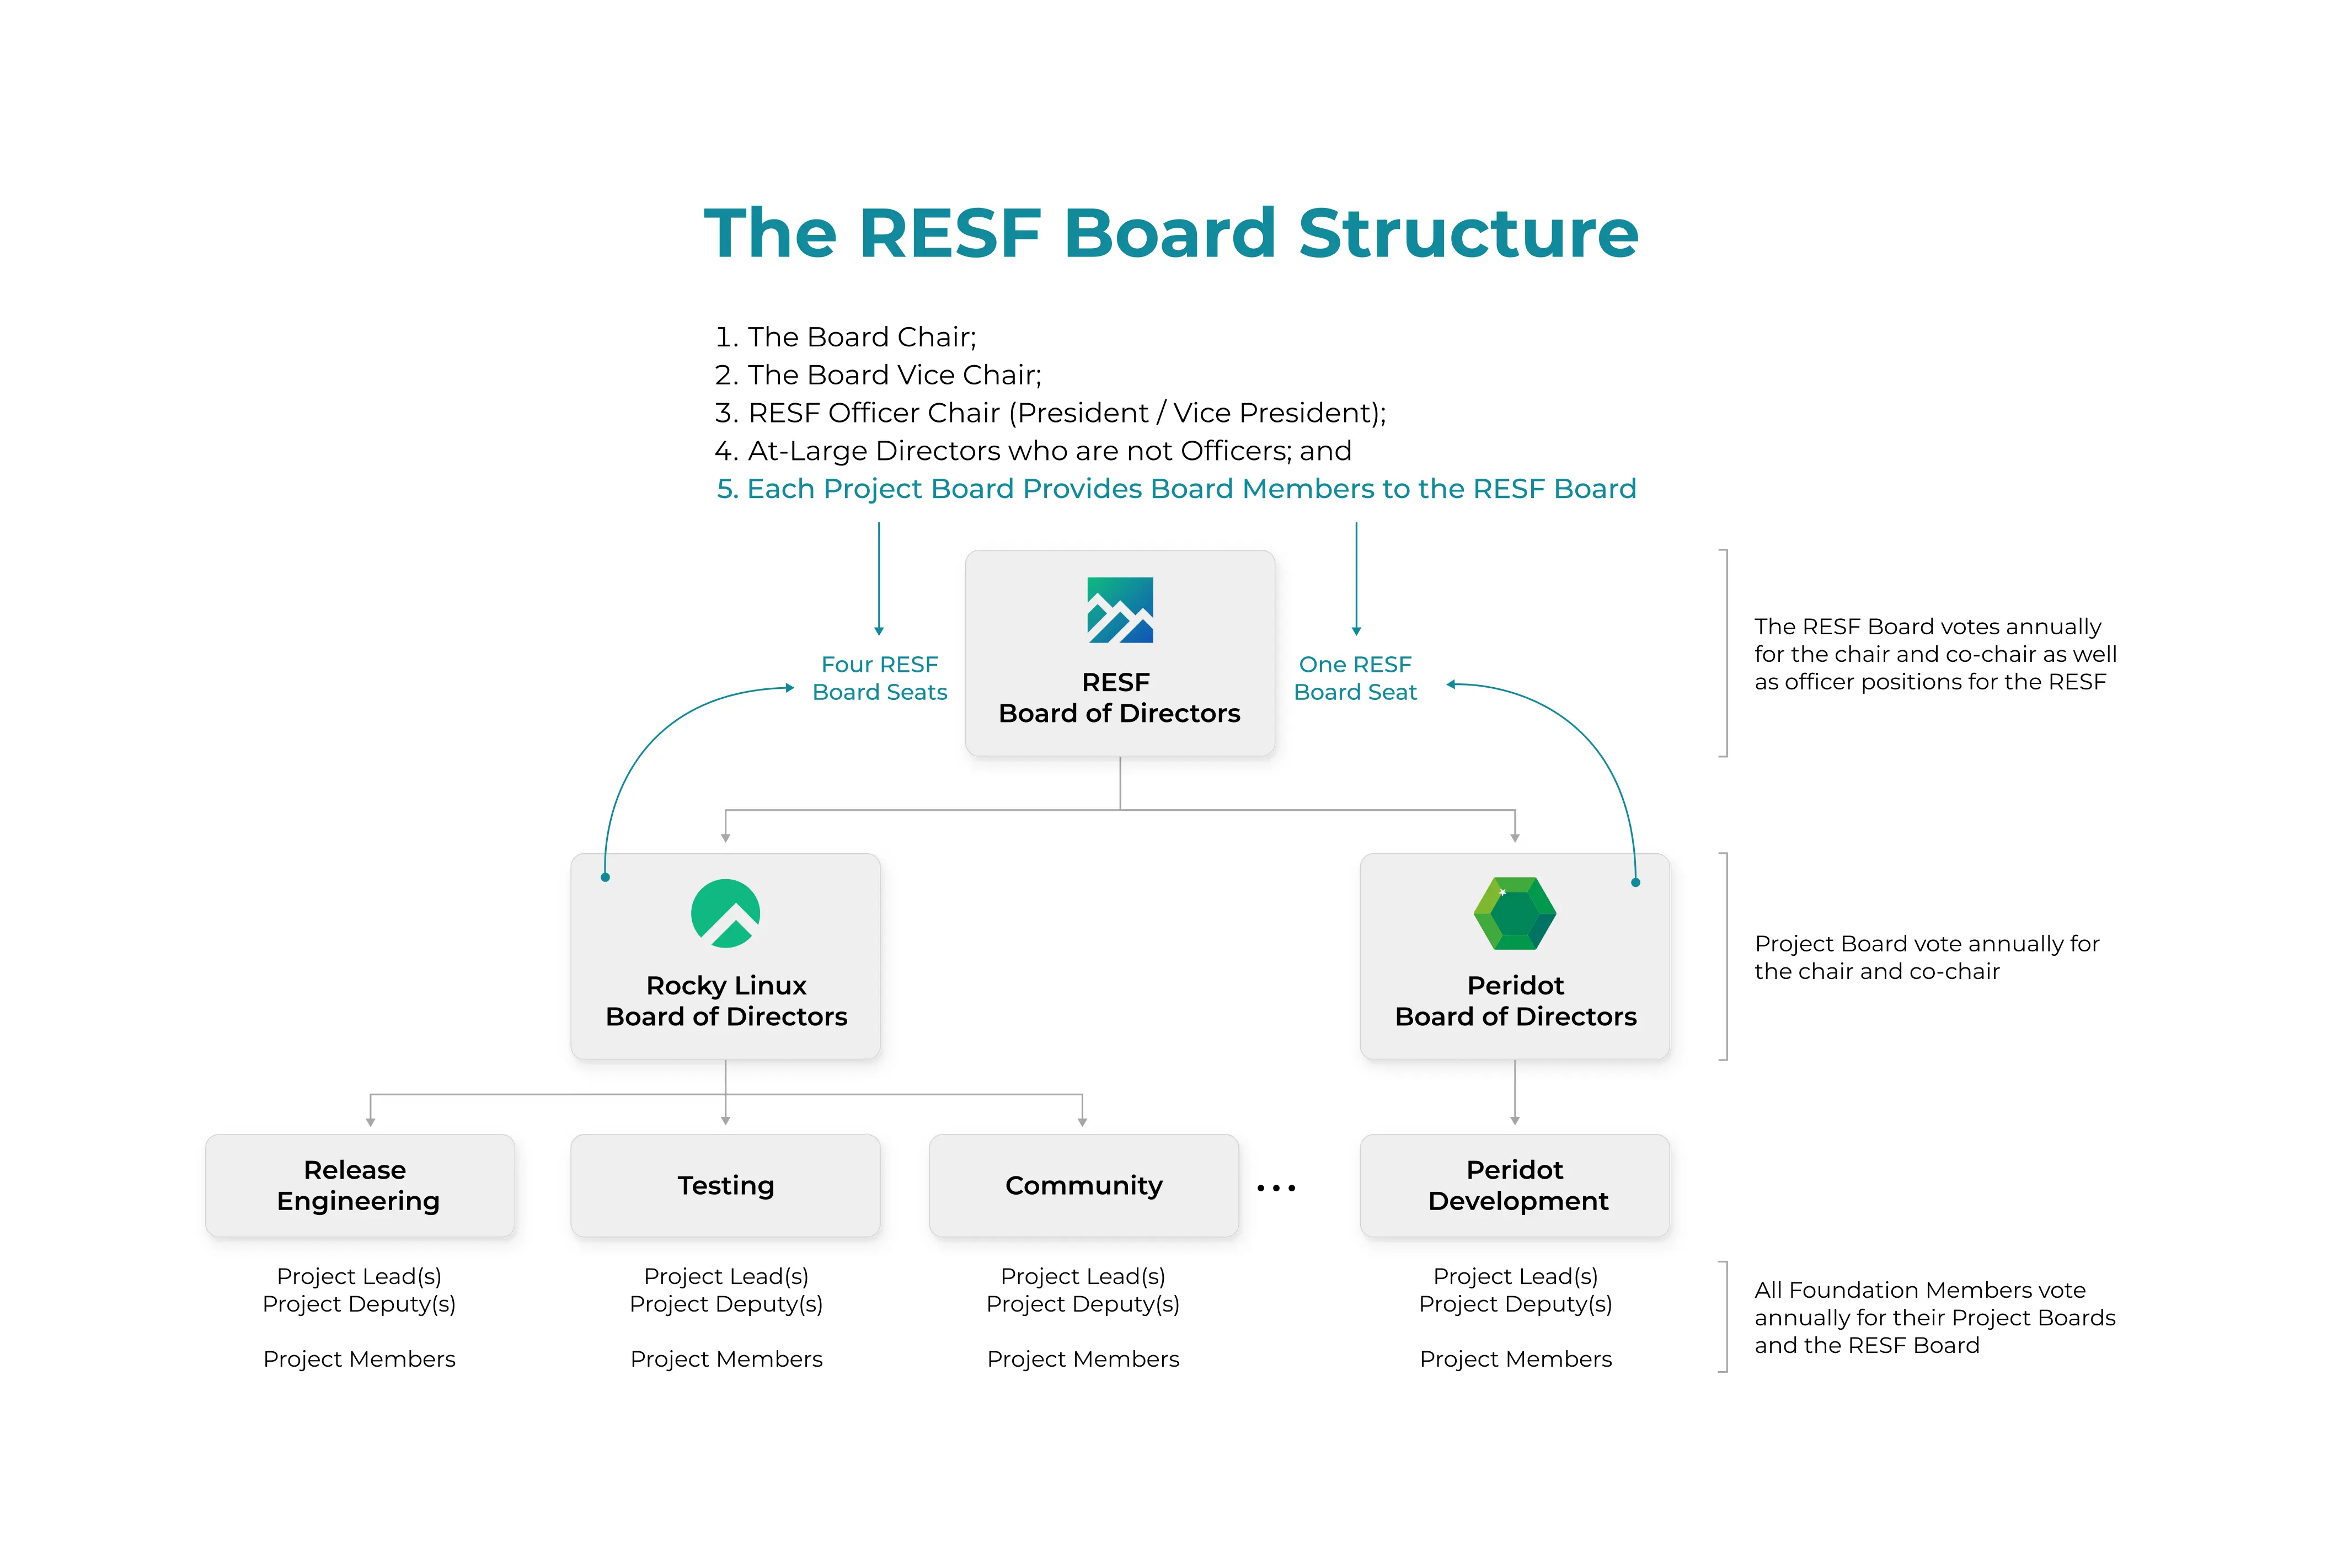 The RESF Board Structure
1. The Board Chair;
2. The Board Vice Chair;
3. RESF Officer Chair (President / Vice President);
4. At-Large Directors who are not Officers; and
5. Each Project Board Provides Board Members to the RESF Board
Four RESF
Board Seats
RESF
Board of Directors
One RESF
Board Seat
The RESF Board votes annually
for the chair and co-chair as well
as officer positions for the RESF
Rocky Linux
Board of Directors
Peridot
Board of Directors
Project Board vote annually for
the chair and co-chair
Release
Engineering
Testing
Community
...
Peridot
Development
Project Lead(s)
Project Deputy(s)
Project Members
Project Lead(s)
Project Deputy(s)
Project Members
Project Lead(s)
Project Deputy(s)
Project Members
Project Lead(s)
Project Deputy(s)
Project Members
All Foundation Members vote
annually for their Project Boards
and the RESF Board